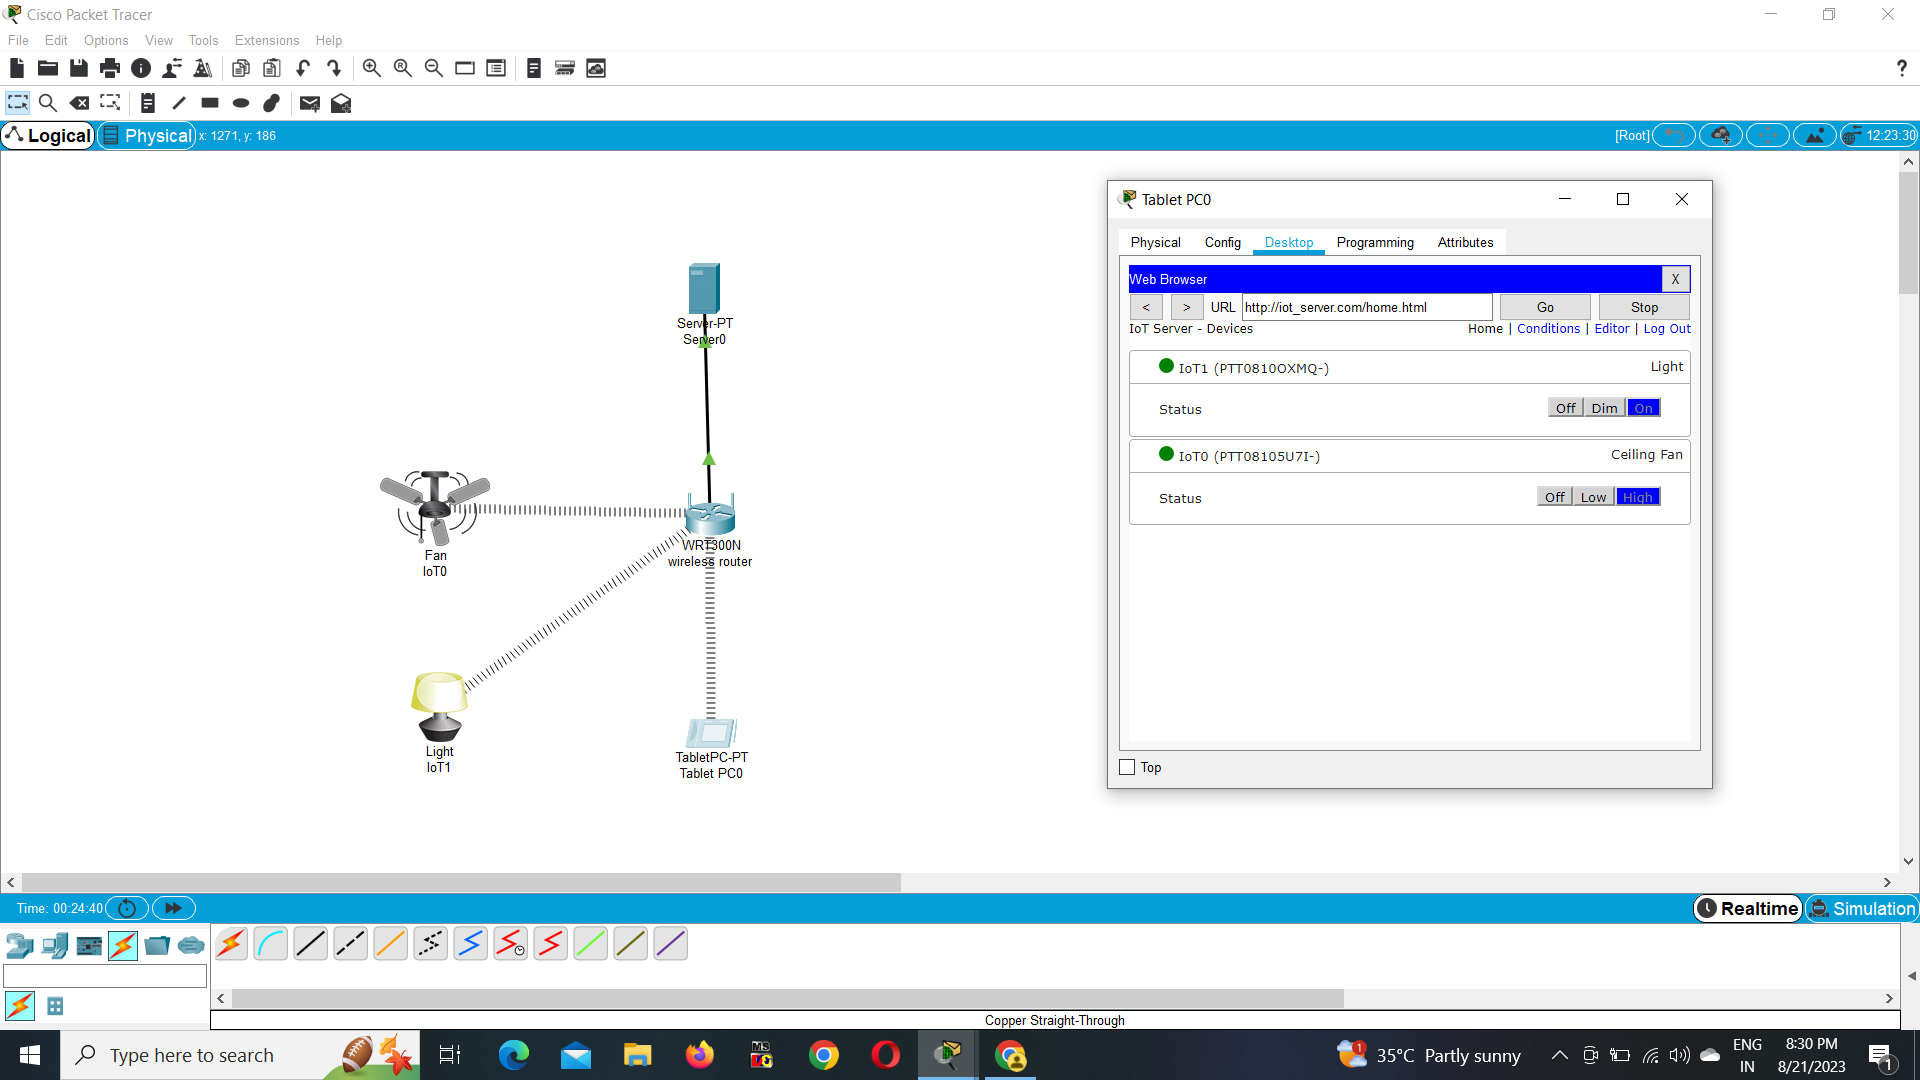 Cisco Packet Tracer
File Edit Options View Tools Extensions Help
?
Logical Physical x: 1271, y: 186 [Root] 12:23:30
Server-PT
Server0
Fan
IoT0
WRT300N
wireless router
Light
IoT1
TabletPC-PT
Tablet PC0
Tablet PC0
Physical Config Desktop Programming Attributes
Web Browser X
< > URL http://iot_server.com/home.html Go Stop
IoT Server - Devices Home | Conditions | Editor | Log Out
IoT1 (PTT0810OXMQ-) Light
Status Off Dim On
IoT0 (PTT08105U7I-) Ceiling Fan
Status Off Low High
Top
Time: 00:24:40 Realtime Simulation
Copper Straight-Through
Type here to search
MS
1
35°C Partly sunny
ENG
IN
8:30 PM
8/21/2023
1